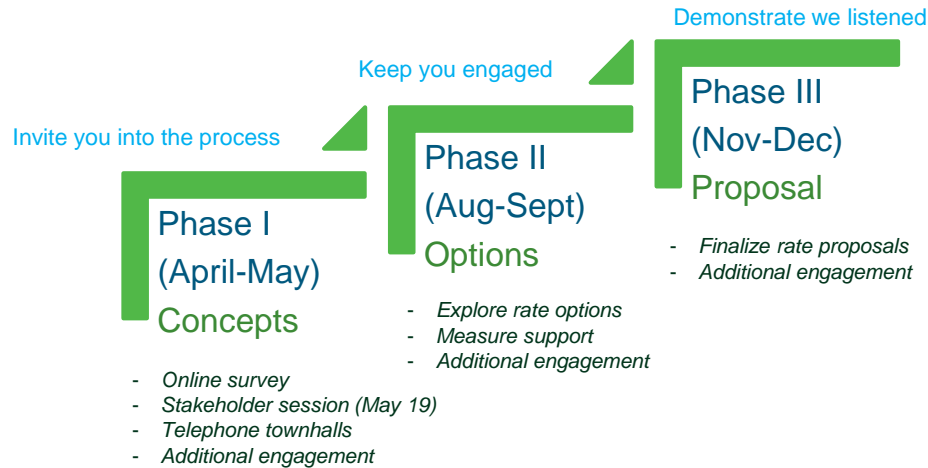 Invite you into the process
Phase I
(April-May)
Concepts
- Online survey
- Stakeholder session (May 19)
- Telephone townhalls
- Additional engagement
Keep you engaged
Phase II
(Aug-Sept)
Options
- Explore rate options
- Measure support
- Additional engagement
Demonstrate we listened
Phase III
(Nov-Dec)
Proposal
- Finalize rate proposals
- Additional engagement